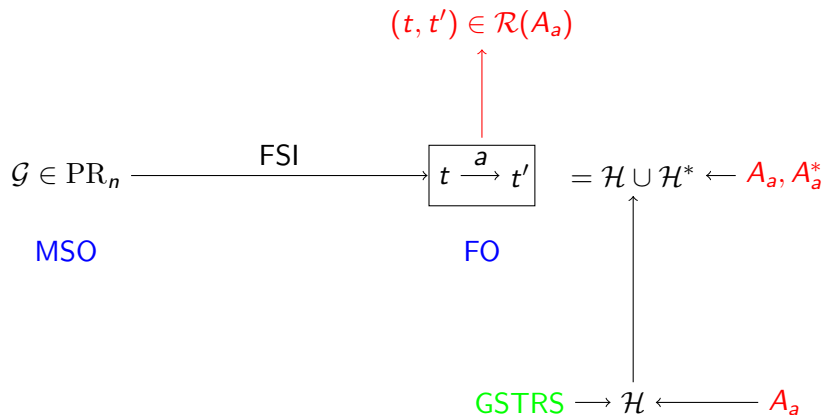 (t, t′) ∈ R(A_a)
FSI
G ∈ PR_n
a
t t′
= H ∪ H*
A_a, A_a*
MSO
FO
GSTRS
H
A_a